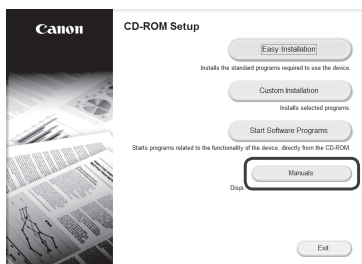 Canon
CD-ROM Setup
Easy Installation
Installs the standard programs required to use the device.
Custom Installation
Installs selected programs.
Start Software Programs
Starts programs related to the functionality of the device, directly from the CD-ROM.
Manuals
Displ
Exit